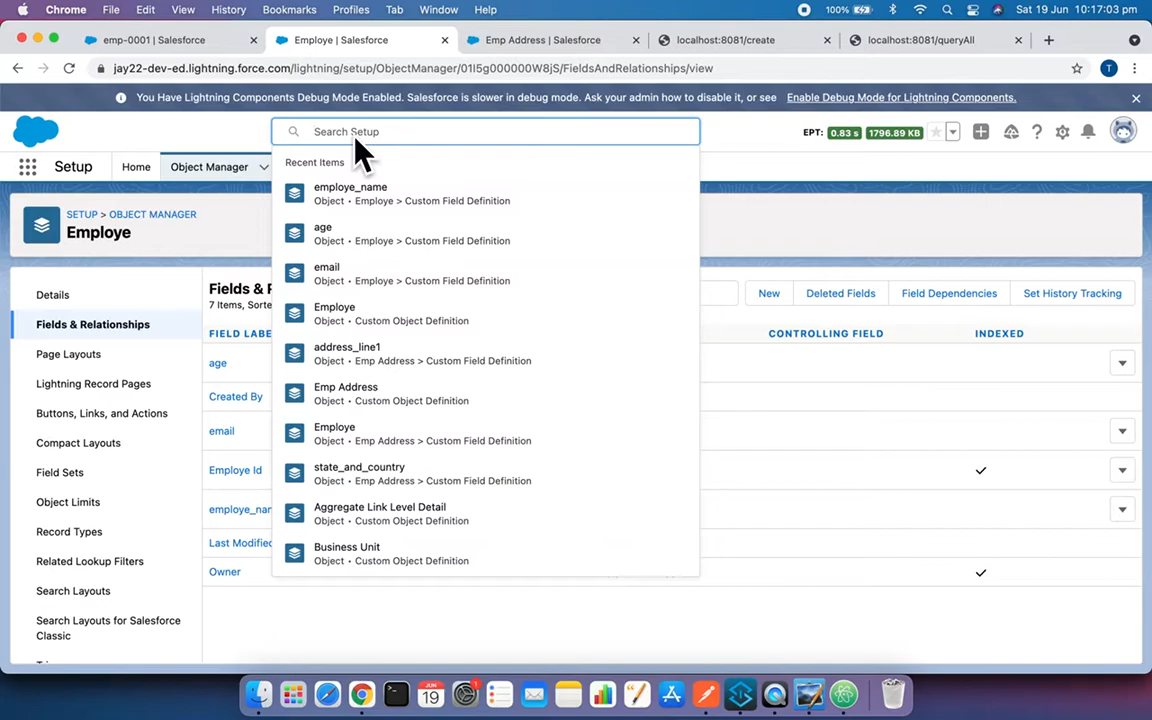 Chrome File Edit View History Bookmarks Profiles Tab Window Help 100% Sat 19 Jun 10:17:03 pm
emp-0001 | Salesforce Employe | Salesforce Emp Address | Salesforce localhost:8081/create localhost:8081/queryAll
jay22-dev-ed.lightning.force.com/lightning/setup/ObjectManager/01I5g000000W8jS/FieldsAndRelationships/view T
You Have Lightning Components Debug Mode Enabled. Salesforce is slower in debug mode. Ask your admin how to disable it, or see Enable Debug Mode for Lightning Components.
Search Setup EPT: 0.83 s 1796.89 KB
Setup Home Object Manager
Recent Items
employe_name
Object • Employe > Custom Field Definition
age
Object • Employe > Custom Field Definition
email
Object • Employe > Custom Field Definition
Employe
Object • Custom Object Definition
address_line1
Object • Emp Address > Custom Field Definition
Emp Address
Object • Custom Object Definition
Employe
Object • Emp Address > Custom Field Definition
state_and_country
Object • Emp Address > Custom Field Definition
Aggregate Link Level Detail
Object • Custom Object Definition
Business Unit
Object • Custom Object Definition
SETUP > OBJECT MANAGER
Employe
Details
Fields & Relationships
Page Layouts
Lightning Record Pages
Buttons, Links, and Actions
Compact Layouts
Field Sets
Object Limits
Record Types
Related Lookup Filters
Search Layouts
Search Layouts for Salesforce
Classic
Fields &
7 Items, Sorte
New Deleted Fields Field Dependencies Set History Tracking
FIELD LABE CONTROLLING FIELD INDEXED
age
Created By
email
Employe Id
employe_nar
Last Modified
Owner
JUN
19
1